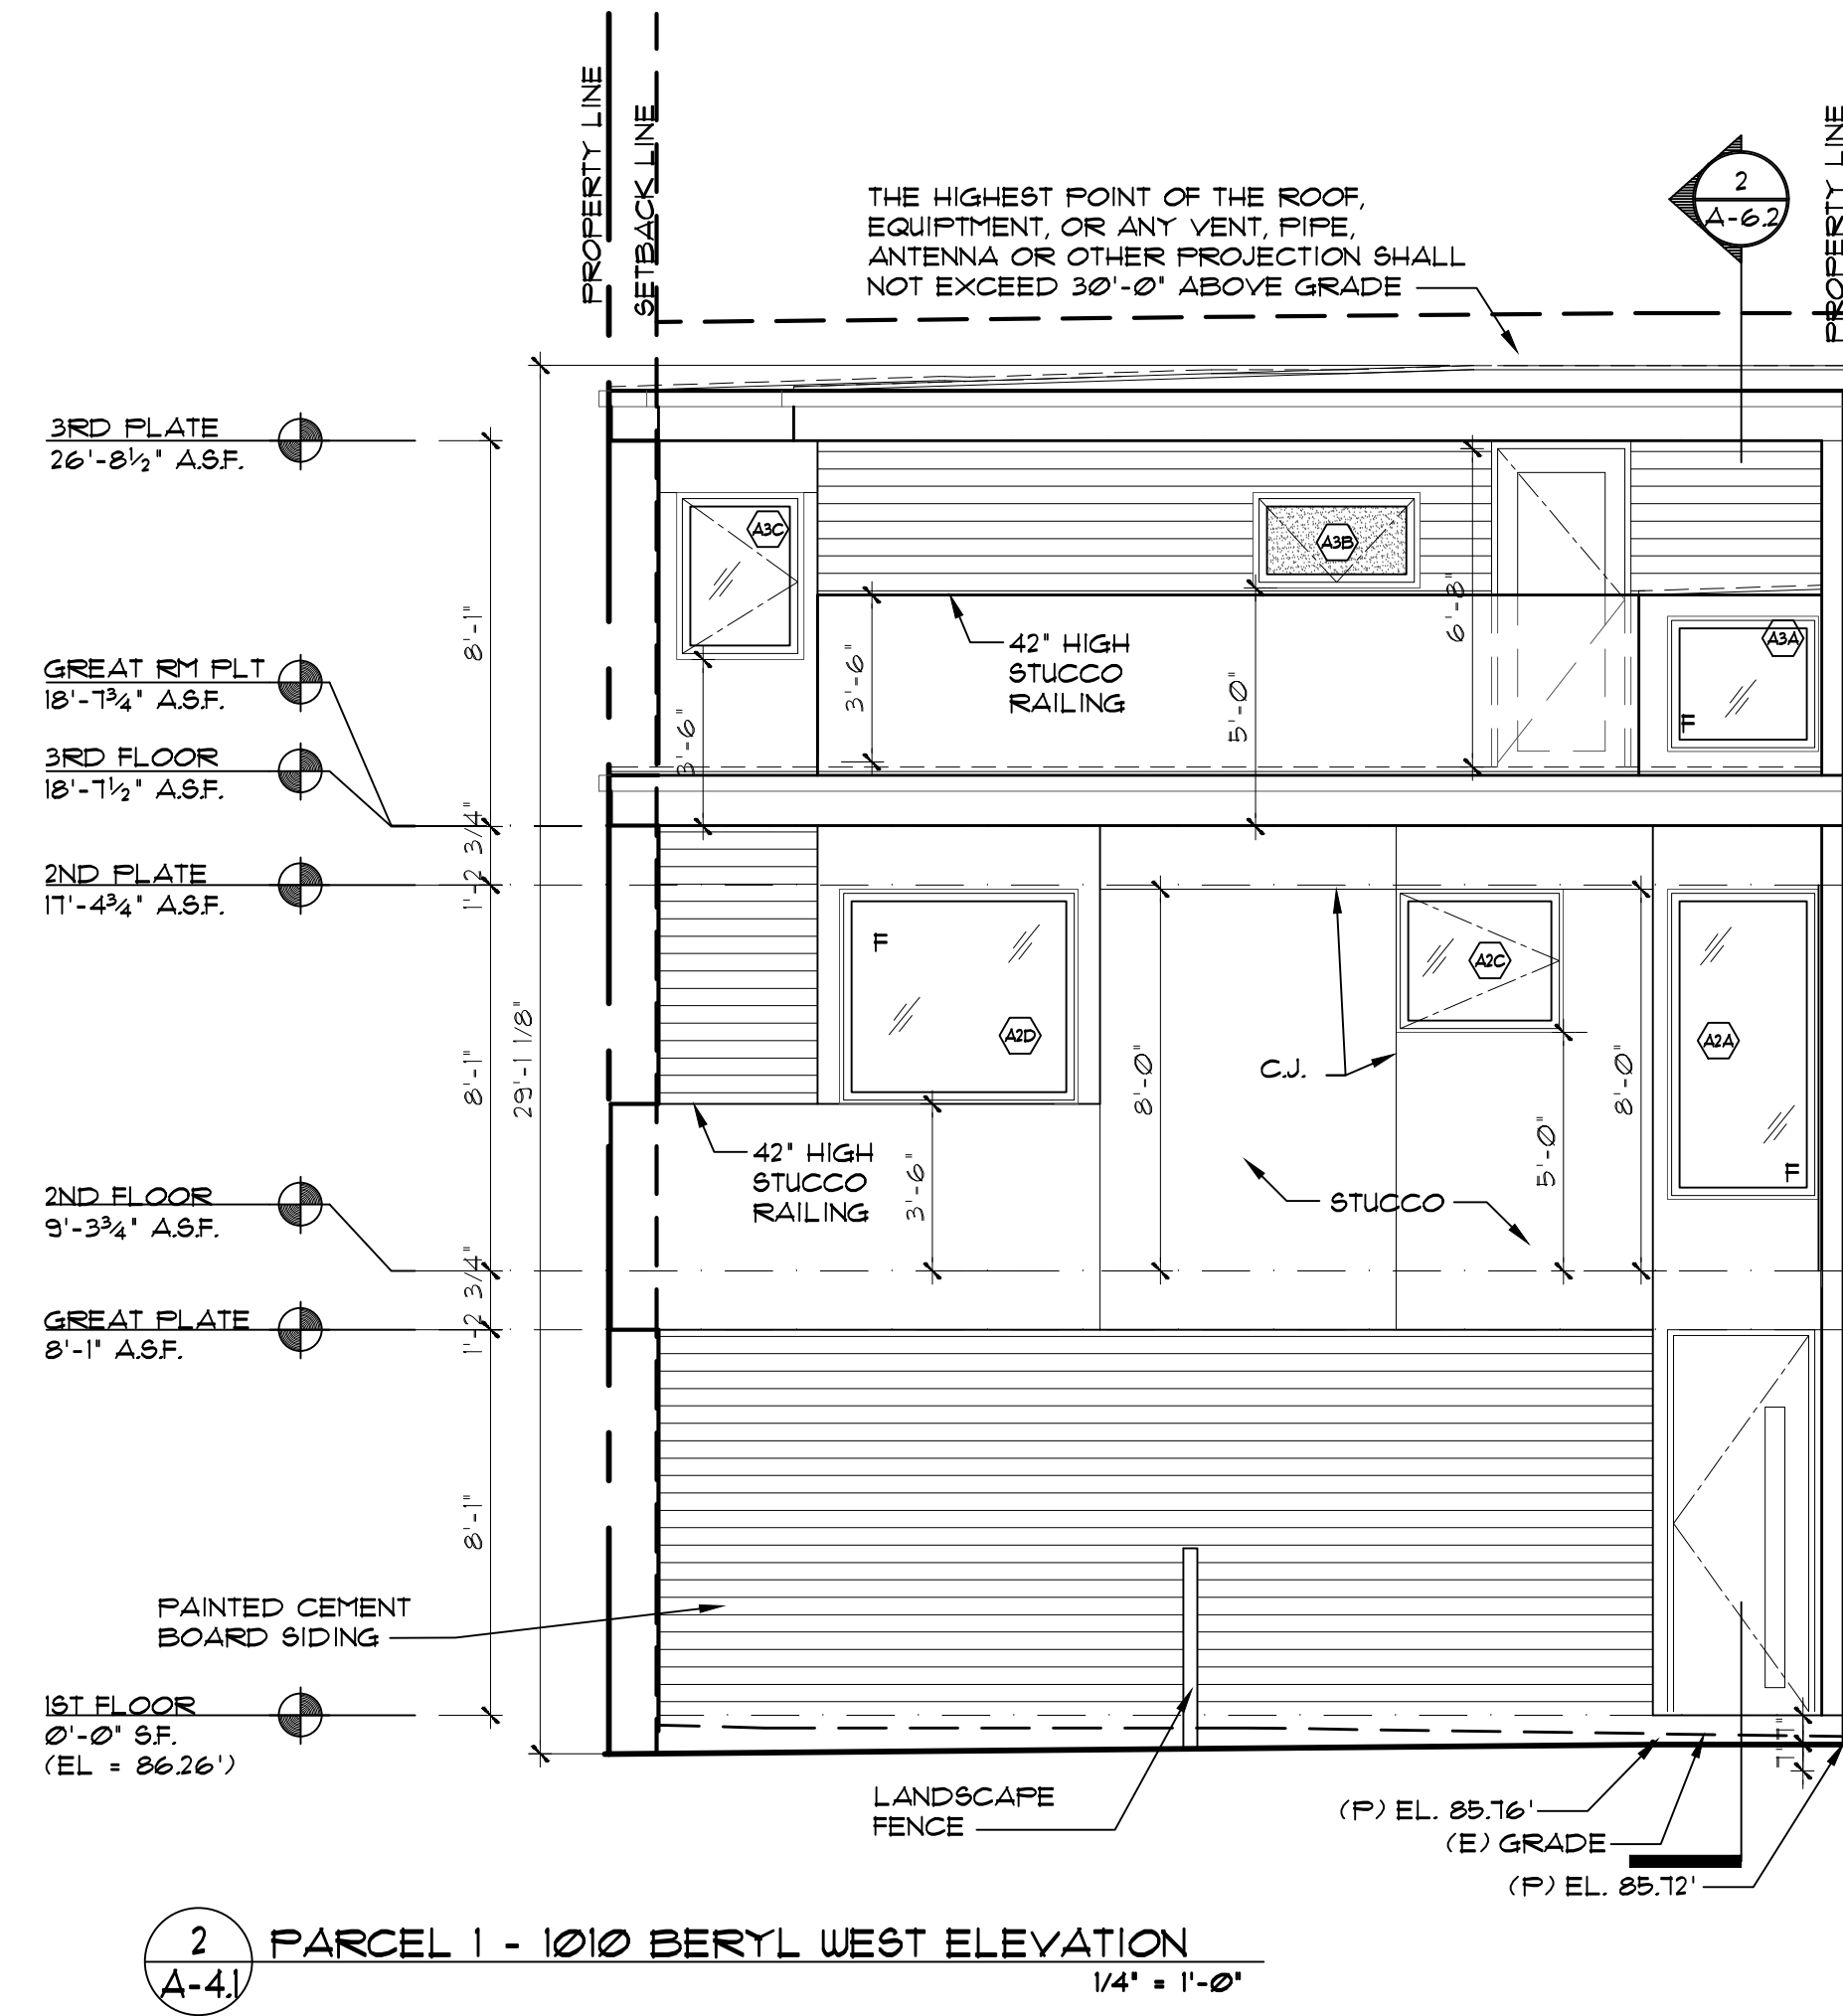 PROPERTY LINE
SETBACK LINE
PROPERTY LINE
THE HIGHEST POINT OF THE ROOF,
EQUIPTMENT, OR ANY VENT, PIPE,
ANTENNA OR OTHER PROJECTION SHALL
NOT EXCEED 30'-0" ABOVE GRADE
2
A-6.2
3RD PLATE
26'-8½" A.S.F.
GREAT RM PLT
18'-7¾" A.S.F.
3RD FLOOR
18'-7½" A.S.F.
2ND PLATE
17'-4¾" A.S.F.
2ND FLOOR
9'-3¾" A.S.F.
GREAT PLATE
8'-1" A.S.F.
PAINTED CEMENT
BOARD SIDING
1ST FLOOR
0'-0" S.F.
(EL = 86.26')
8'-1"
1'-2 3/4"
8'-1"
1'-2 3/4"
8'-1"
29'-1 1/8"
A3C
A3B
A3A
F
3'-6"
3'-6"
42" HIGH
STUCCO
RAILING
5'-0"
6'-8"
F
A2D
A2C
A2A
F
8'-0"
C.J.
8'-0"
5'-0"
42" HIGH
STUCCO
RAILING
3'-6"
STUCCO
LANDSCAPE
FENCE
(P) EL. 85.76'
(E) GRADE
(P) EL. 85.72'
2
A-4.1
PARCEL 1 - 1010 BERYL WEST ELEVATION
1/4" = 1'-0"